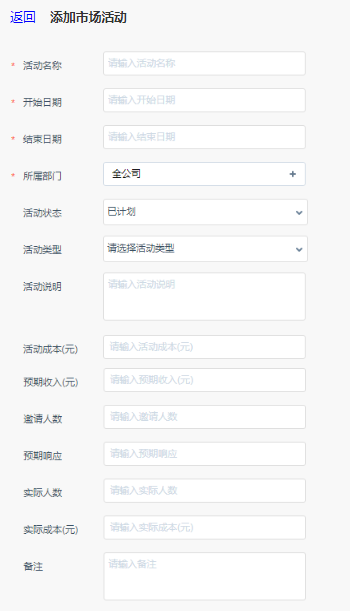 返回 添加市场活动
* 活动名称 请输入活动名称
* 开始日期 请输入开始日期
* 结束日期 请输入结束日期
* 所属部门 全公司 +
活动状态 已计划
活动类型 请选择活动类型
活动说明 请输入活动说明
活动成本(元) 请输入活动成本(元)
预期收入(元) 请输入预期收入(元)
邀请人数 请输入邀请人数
预期响应 请输入预期响应
实际人数 请输入实际人数
实际成本(元) 请输入实际成本(元)
备注 请输入备注